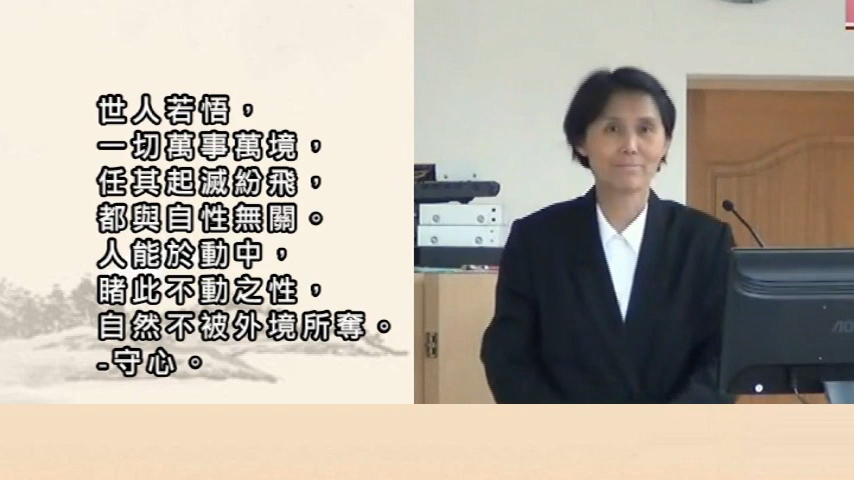 世人若悟，
一切萬事萬境，
任其起滅紛飛，
都與自性無關。
人能於動中，
睹此不動之性，
自然不被外境所奪。
-守心。